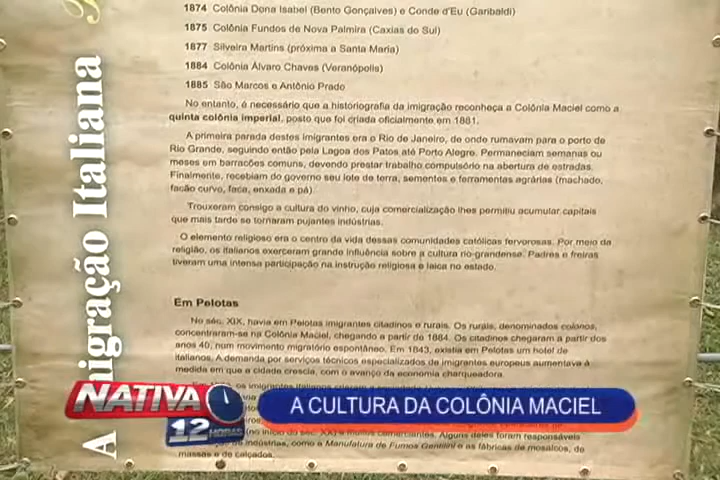 1874 Colônia Dona Isabel (Bento Gonçalves) e Conde d'Eu (Garibaldi)
1875 Colônia Fundos de Nova Palmira (Caxias do Sul)
1877 Silveira Martins (próxima a Santa Maria)
1884 Colônia Álvaro Chaves (Veranópolis)
1885 São Marcos e Antônio Prado
No entanto, é necessário que a historiografia da imigração reconheça a Colônia Maciel como a
quinta colônia imperial, posto que foi criada oficialmente em 1881.
A primeira parada destes imigrantes era o Rio de Janeiro, de onde rumavam para o porto de
Rio Grande, seguindo então pela Lagoa dos Patos até Porto Alegre. Permaneciam semanas ou
meses em barracões comuns, devendo prestar trabalho compulsório na abertura de estradas.
Finalmente, recebiam do governo seu lote de terra, sementes e ferramentas agrárias (machado,
facão curvo, faca, enxada e pá).
Trouxeram consigo a cultura do vinho, cuja comercialização lhes permitiu acumular capitais
que mais tarde se tornaram pujantes indústrias.
O elemento religioso era o centro da vida dessas comunidades católicas fervorosas. Por meio da
religião, os italianos exerceram grande influência sobre a cultura rio-grandense. Padres e freiras
tiveram uma intensa participação na instrução religiosa e laica no estado.
Em Pelotas
No séc. XIX, havia em Pelotas imigrantes citadinos e rurais. Os rurais, denominados colonos,
concentraram-se na Colônia Maciel, chegando a partir de 1884. Os citadinos chegaram a partir dos
anos 40, num movimento migratório espontâneo. Em 1843, existia em Pelotas um hotel de
italianos. A demanda por serviços técnicos especializados de imigrantes europeus aumentava à
medida em que a cidade crescia, com o avanço da economia charqueadora.
os imigrantes italianos
(no início do séc. XX) e muitos comerciantes. Alguns deles foram responsáveis
de indústrias, como a Manufatura de Fumos Gentilini e as fábricas de mosaicos, de
massas e de calçados.
A migração Italiana
NATIVA
12 HORAS
A CULTURA DA COLÔNIA MACIEL